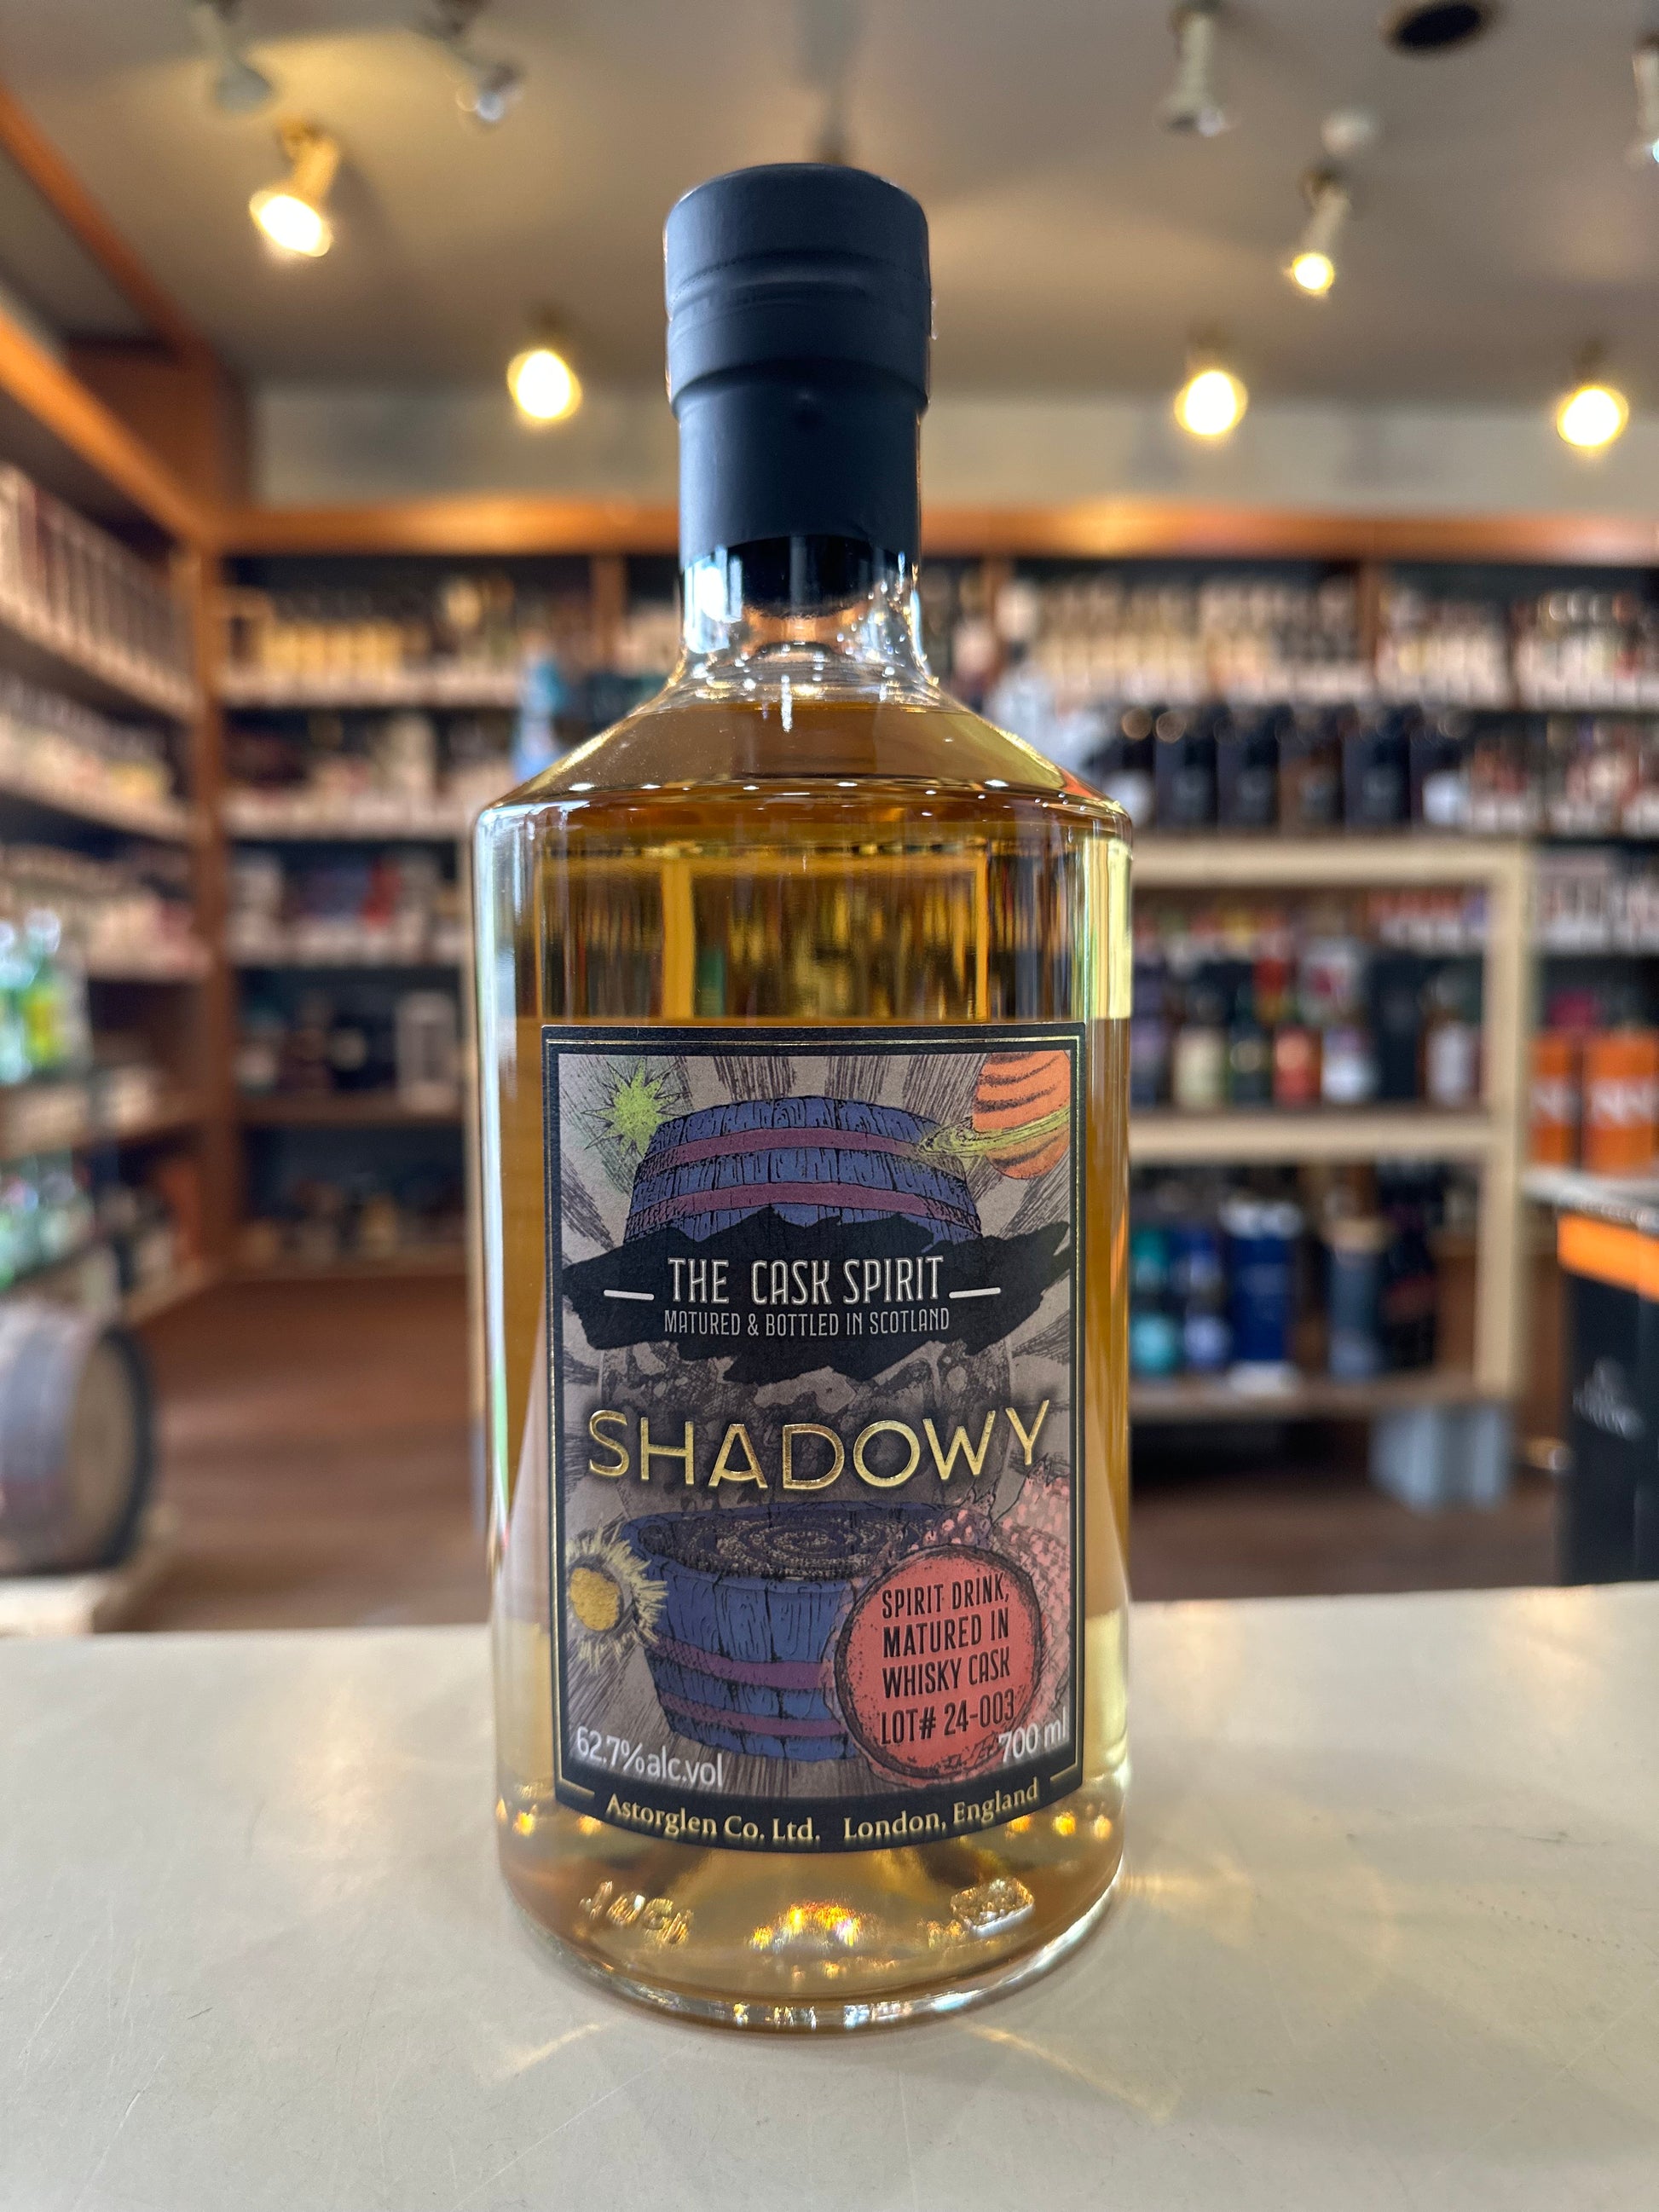 THE CASK SPIRIT
MATURED & BOTTLED IN SCOTLAND
SHADOWY
SPIRIT DRINK,
MATURED IN
WHISKY CASK
LOT# 24-003
62.7%alc.vol
700 ml
Astorglen Co. Ltd. London, England